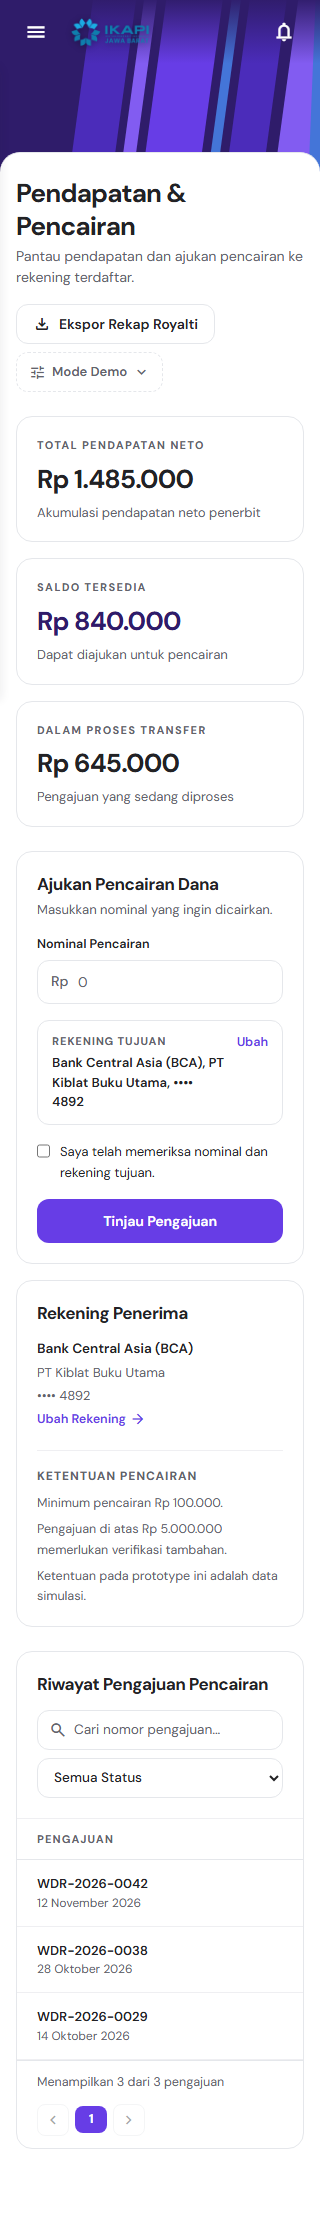 IKAPI
JAWA BARAT
Pendapatan &
Pencairan
Pantau pendapatan dan ajukan pencairan ke
rekening terdaftar.
Ekspor Rekap Royalti
Mode Demo
TOTAL PENDAPATAN NETO
Rp 1.485.000
Akumulasi pendapatan neto penerbit
SALDO TERSEDIA
Rp 840.000
Dapat diajukan untuk pencairan
DALAM PROSES TRANSFER
Rp 645.000
Pengajuan yang sedang diproses
Ajukan Pencairan Dana
Masukkan nominal yang ingin dicairkan.
Nominal Pencairan
Rp 0
REKENING TUJUAN Ubah
Bank Central Asia (BCA), PT
Kiblat Buku Utama, ••••
4892
Saya telah memeriksa nominal dan
rekening tujuan.
Tinjau Pengajuan
Rekening Penerima
Bank Central Asia (BCA)
PT Kiblat Buku Utama
•••• 4892
Ubah Rekening →
KETENTUAN PENCAIRAN
Minimum pencairan Rp 100.000.
Pengajuan di atas Rp 5.000.000
memerlukan verifikasi tambahan.
Ketentuan pada prototype ini adalah data
simulasi.
Riwayat Pengajuan Pencairan
Cari nomor pengajuan...
Semua Status
PENGAJUAN
WDR-2026-0042
12 November 2026
WDR-2026-0038
28 Oktober 2026
WDR-2026-0029
14 Oktober 2026
Menampilkan 3 dari 3 pengajuan
1